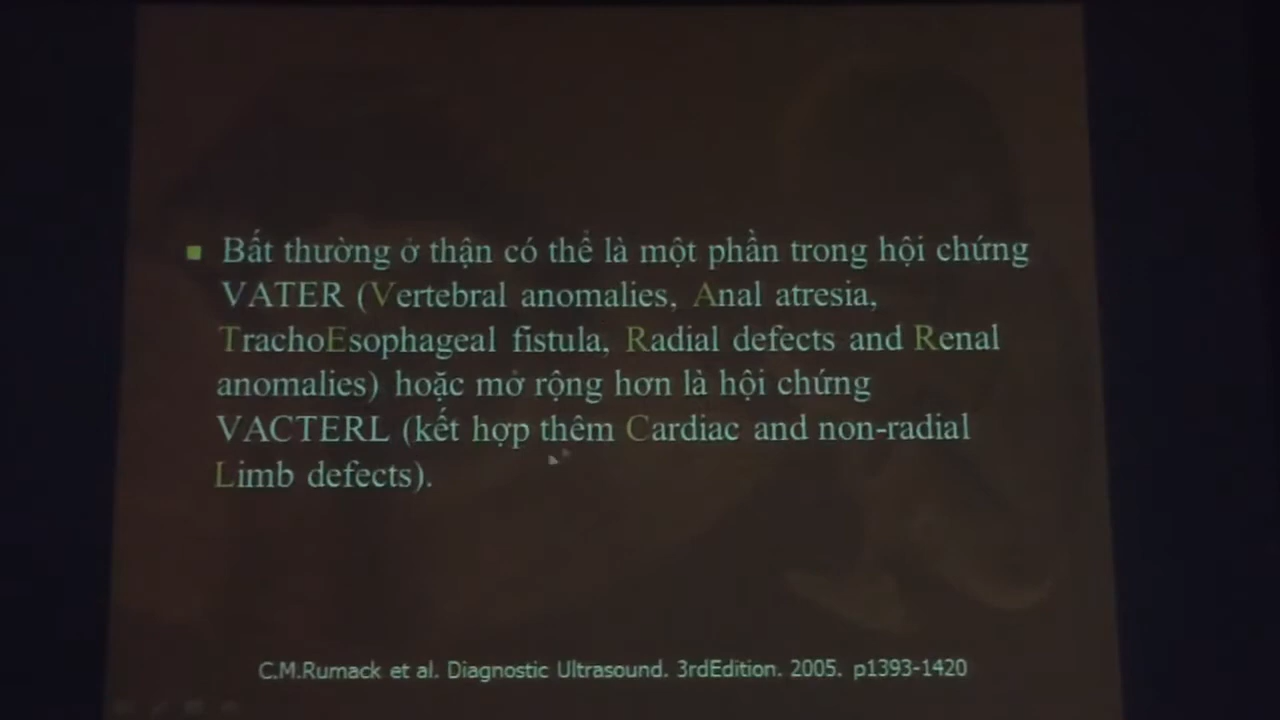 Bất thường ở thận có thể là một phần trong hội chứng
VATER (Vertebral anomalies, Anal atresia,
TrachoEsophageal fistula, Radial defects and Renal
anomalies) hoặc mở rộng hơn là hội chứng
VACTERL (kết hợp thêm Cardiac and non-radial
Limb defects).
C.M.Rumack et al. Diagnostic Ultrasound. 3rdEdition. 2005. p1393-1420